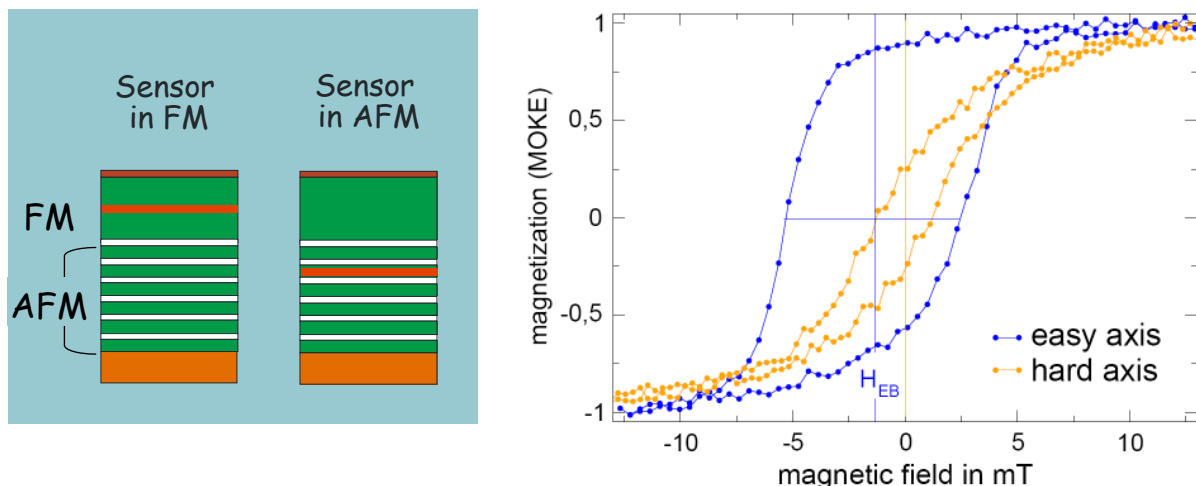 Sensor
in FM
Sensor
in AFM
FM
AFM
magnetization (MOKE)
1
0,5
0
-0,5
-1
H_EB
easy axis
hard axis
-10
-5
0
5
10
magnetic field in mT